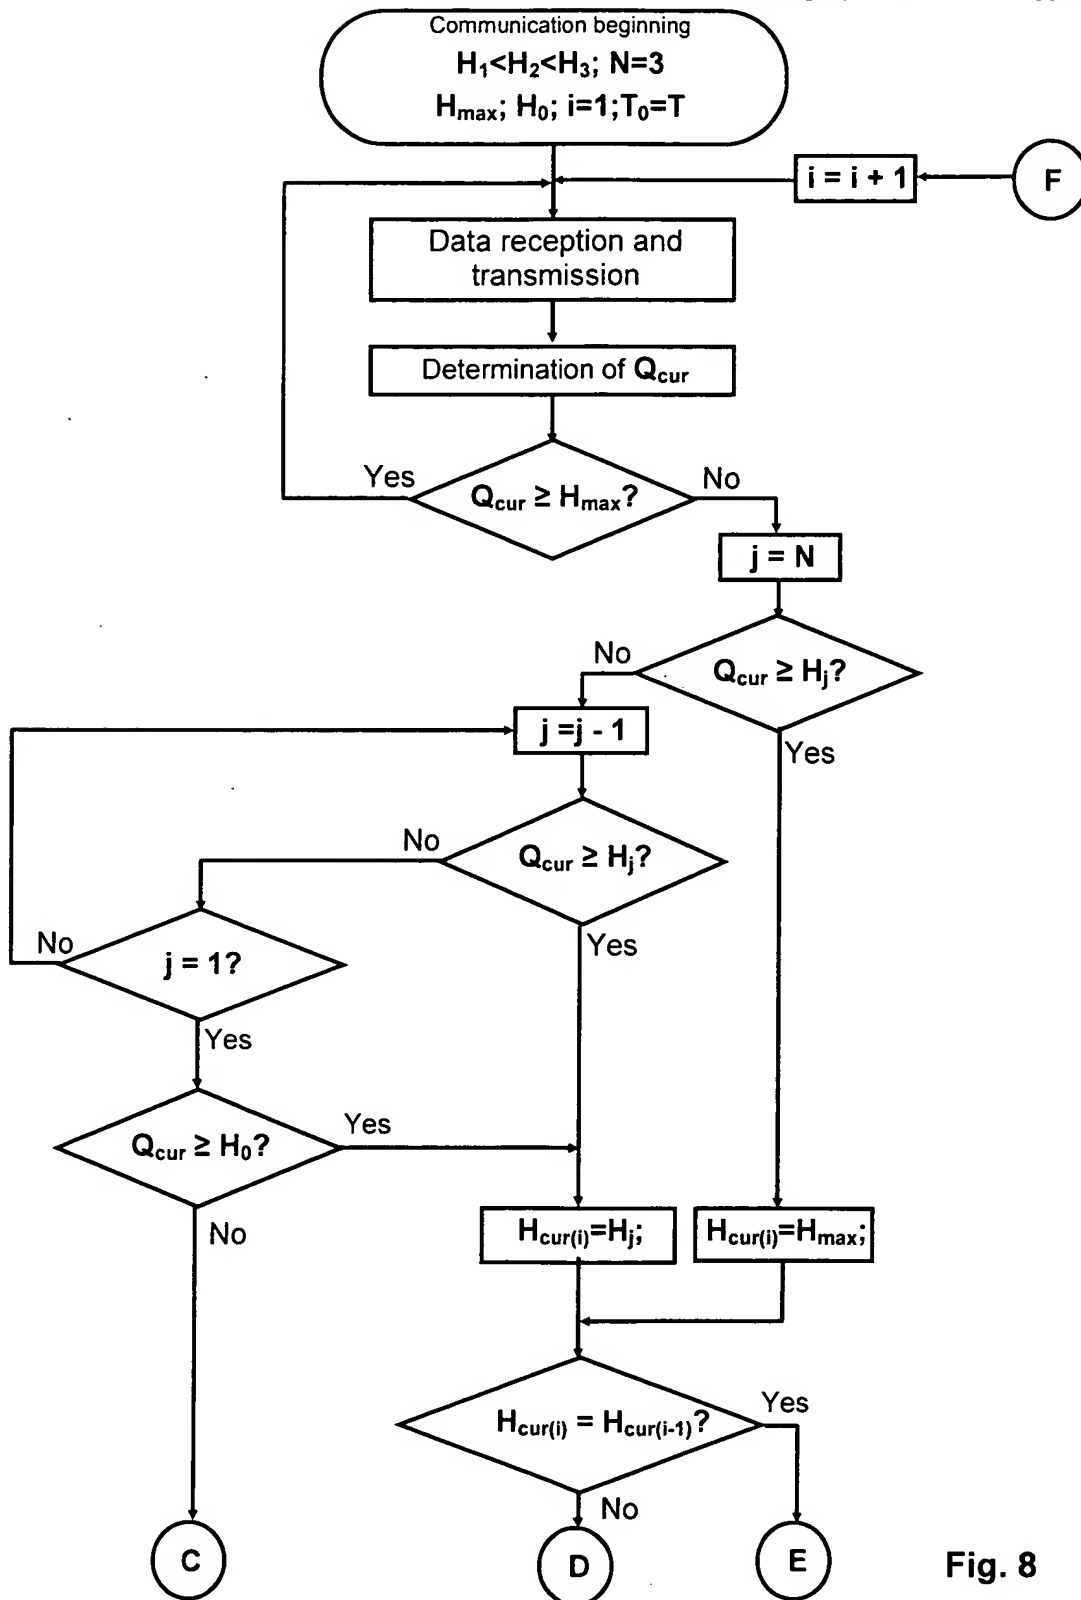 Communication beginning
H1<H2<H3; N=3
Hmax; H0; i=1;T0=T
i = i + 1
F
Data reception and
transmission
Determination of Qcur
Yes
Qcur ≥ Hmax?
No
j = N
No
Qcur ≥ Hj?
j =j - 1
Yes
No
Qcur ≥ Hj?
No
Yes
j = 1?
Yes
Yes
Qcur ≥ H0?
No
Hcur(i)=Hj;
Hcur(i)=Hmax;
Yes
Hcur(i) = Hcur(i-1)?
No
C
D
E
Fig. 8